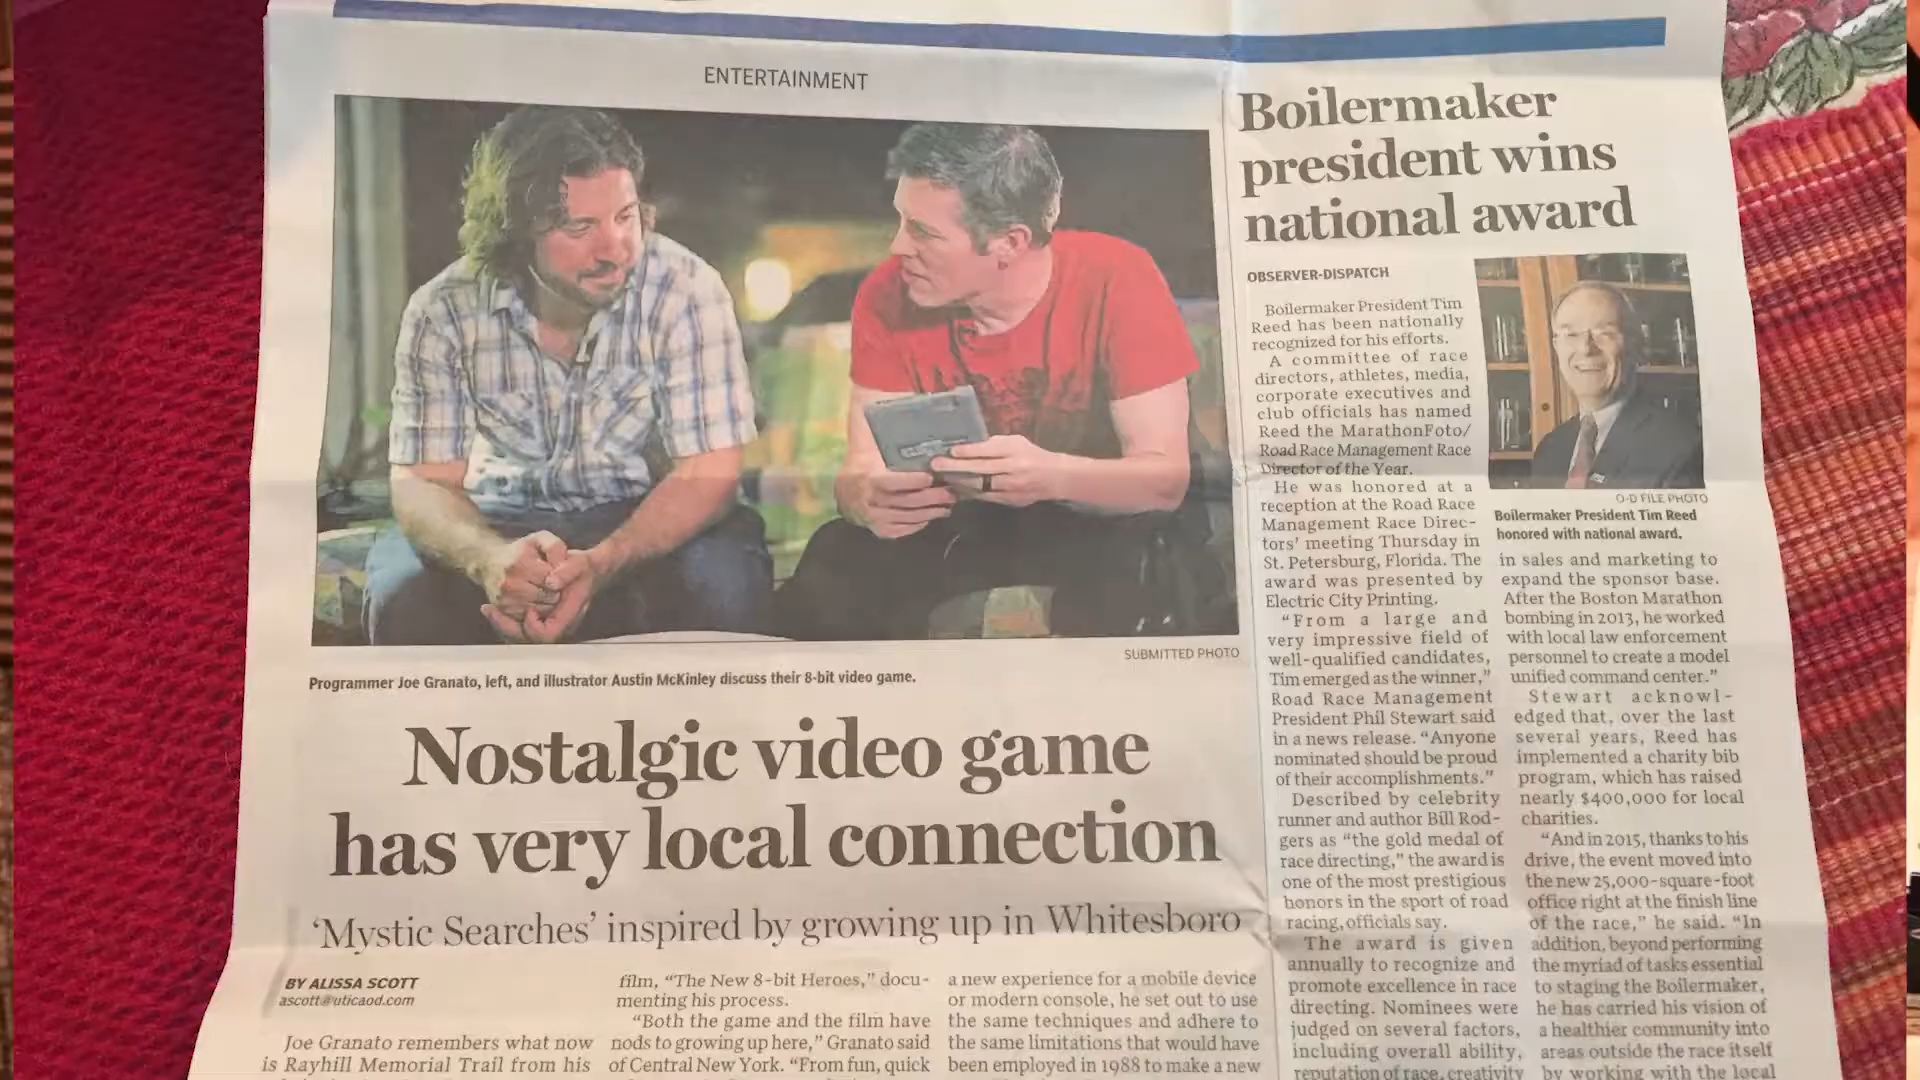 ENTERTAINMENT
SUBMITTED PHOTO
Programmer Joe Granato, left, and illustrator Austin McKinley discuss their 8-bit video game.
Nostalgic video game
has very local connection
‘Mystic Searches’ inspired by growing up in Whitesboro
BY ALISSA SCOTT
ascott@uticaod.com
Joe Granato remembers what now
is Rayhill Memorial Trail from his
film, “The New 8-bit Heroes,” docu-
menting his process.
“Both the game and the film have
nods to growing up here,” Granato said
of Central New York. “From fun, quick
a new experience for a mobile device
or modern console, he set out to use
the same techniques and adhere to
the same limitations that would have
been employed in 1988 to make a new
Boilermaker
president wins
national award
OBSERVER-DISPATCH
Boilermaker President Tim
Reed has been nationally
recognized for his efforts.
A committee of race
directors, athletes, media,
corporate executives and
club officials has named
Reed the MarathonFoto/
Road Race Management Race
Director of the Year.
He was honored at a
reception at the Road Race
Management Race Direc-
tors’ meeting Thursday in
St. Petersburg, Florida. The
award was presented by
Electric City Printing.
“From a large and
very impressive field of
well-qualified candidates,
Tim emerged as the winner,”
Road Race Management
President Phil Stewart said
in a news release. “Anyone
nominated should be proud
of their accomplishments.”
Described by celebrity
runner and author Bill Rod-
gers as “the gold medal of
race directing,” the award is
one of the most prestigious
honors in the sport of road
racing, officials say.
The award is given
annually to recognize and
promote excellence in race
directing. Nominees were
judged on several factors,
including overall ability,
reputation of race, creativity
O-D FILE PHOTO
Boilermaker President Tim Reed
honored with national award.
in sales and marketing to
expand the sponsor base.
After the Boston Marathon
bombing in 2013, he worked
with local law enforcement
personnel to create a model
unified command center.”
Stewart acknowl-
edged that, over the last
several years, Reed has
implemented a charity bib
program, which has raised
nearly $400,000 for local
charities.
“And in 2015, thanks to his
drive, the event moved into
the new 25,000-square-foot
office right at the finish line
of the race,” he said. “In
addition, beyond performing
the myriad of tasks essential
to staging the Boilermaker,
he has carried his vision of
a healthier community into
areas outside the race itself
by working with the local